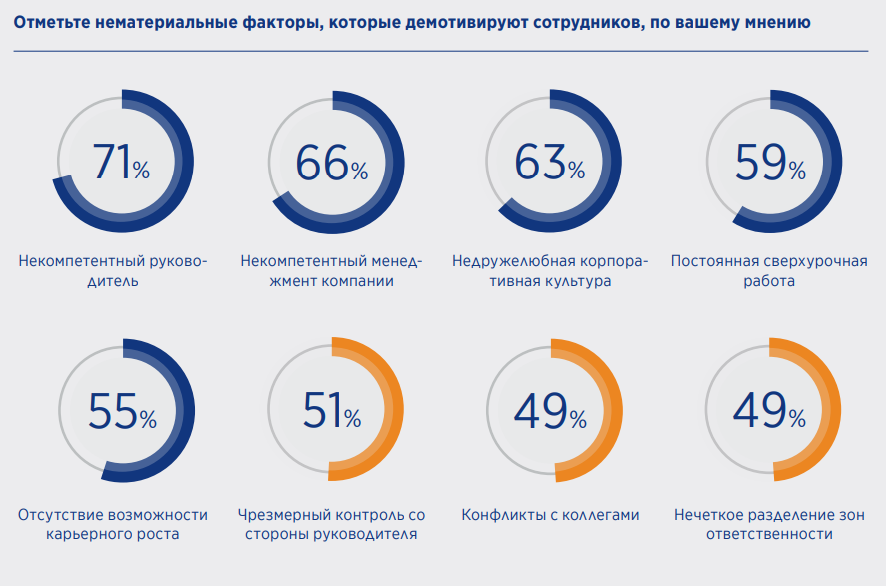 Отметьте нематериальные факторы, которые демотивируют сотрудников, по вашему мнению
71%
66%
63%
59%
Некомпетентный руково-
дитель
Некомпетентный менед-
жмент компании
Недружелюбная корпора-
тивная культура
Постоянная сверхурочная
работа
55%
51%
49%
49%
Отсутствие возможности
карьерного роста
Чрезмерный контроль со
стороны руководителя
Конфликты с коллегами
Нечеткое разделение зон
ответственности